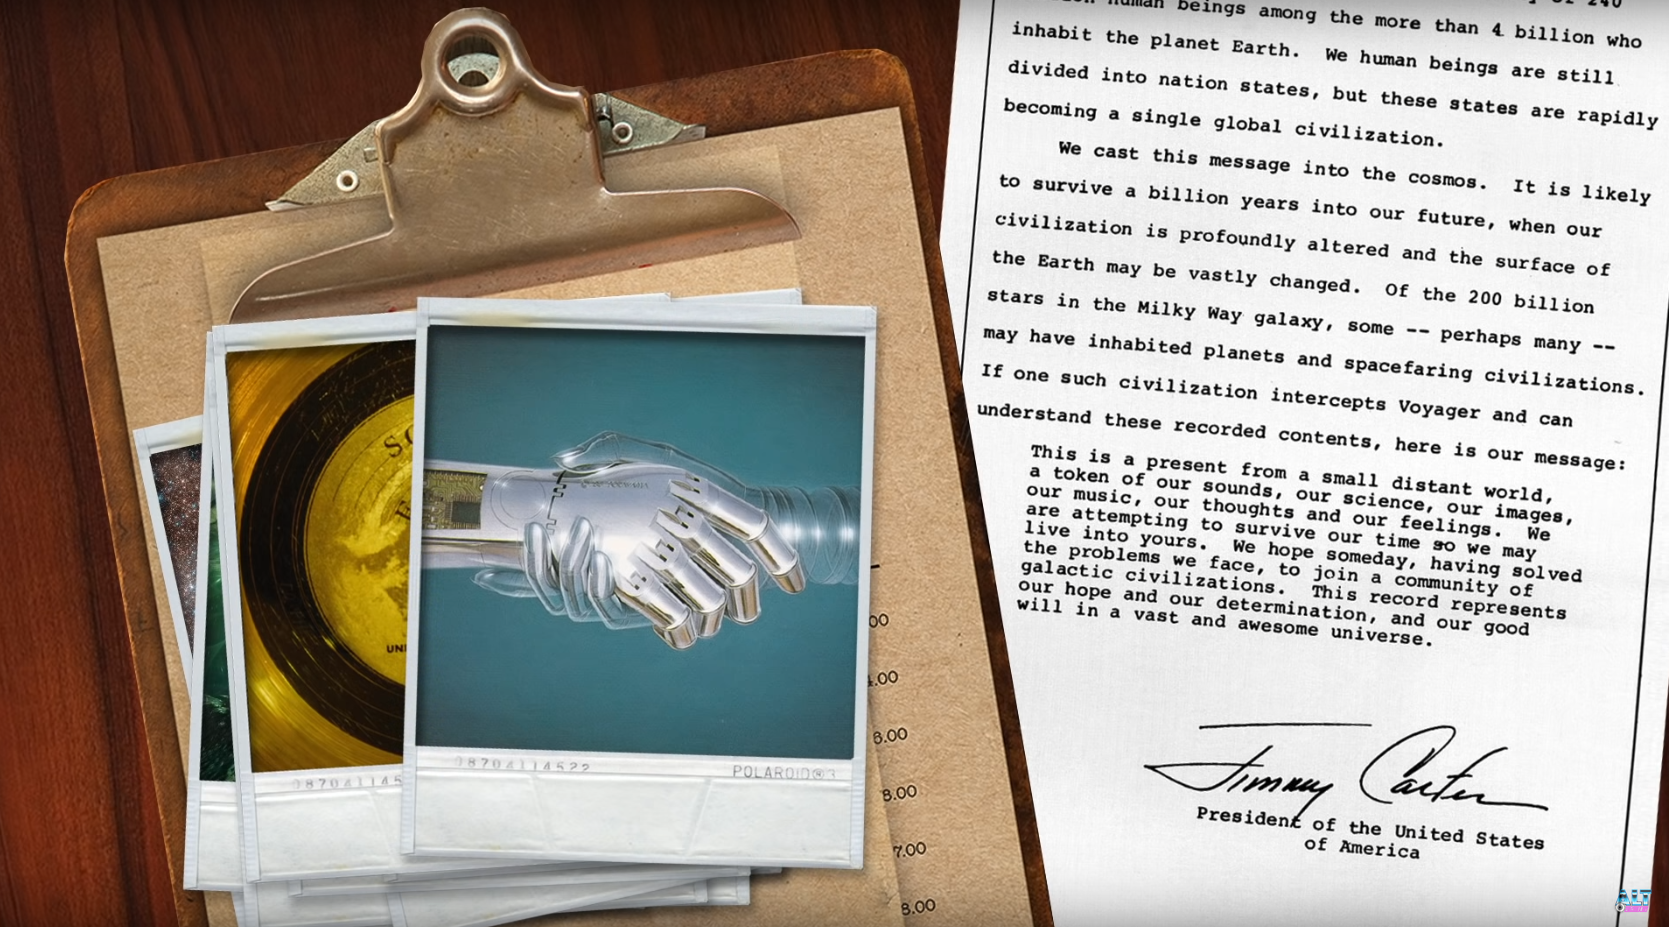 human beings among the more than 4 billion who
inhabit the planet Earth. We human beings are still
divided into nation states, but these states are rapidly
becoming a single global civilization.
We cast this message into the cosmos. It is likely
to survive a billion years into our future, when our
civilization is profoundly altered and the surface of
the Earth may be vastly changed. Of the 200 billion
stars in the Milky Way galaxy, some -- perhaps many --
may have inhabited planets and spacefaring civilizations.
If one such civilization intercepts Voyager and can
understand these recorded contents, here is our message:
This is a present from a small distant world,
a token of our sounds, our science, our images,
our music, our thoughts and our feelings. We
are attempting to survive our time so we may
live into yours. We hope someday, having solved
the problems we face, to join a community of
galactic civilizations. This record represents
our hope and our determination, and our good
will in a vast and awesome universe.
Jimmy Carter
President of the United States
of America
POLAROID®3
6.00
8.00
7.00
8.00
ALT